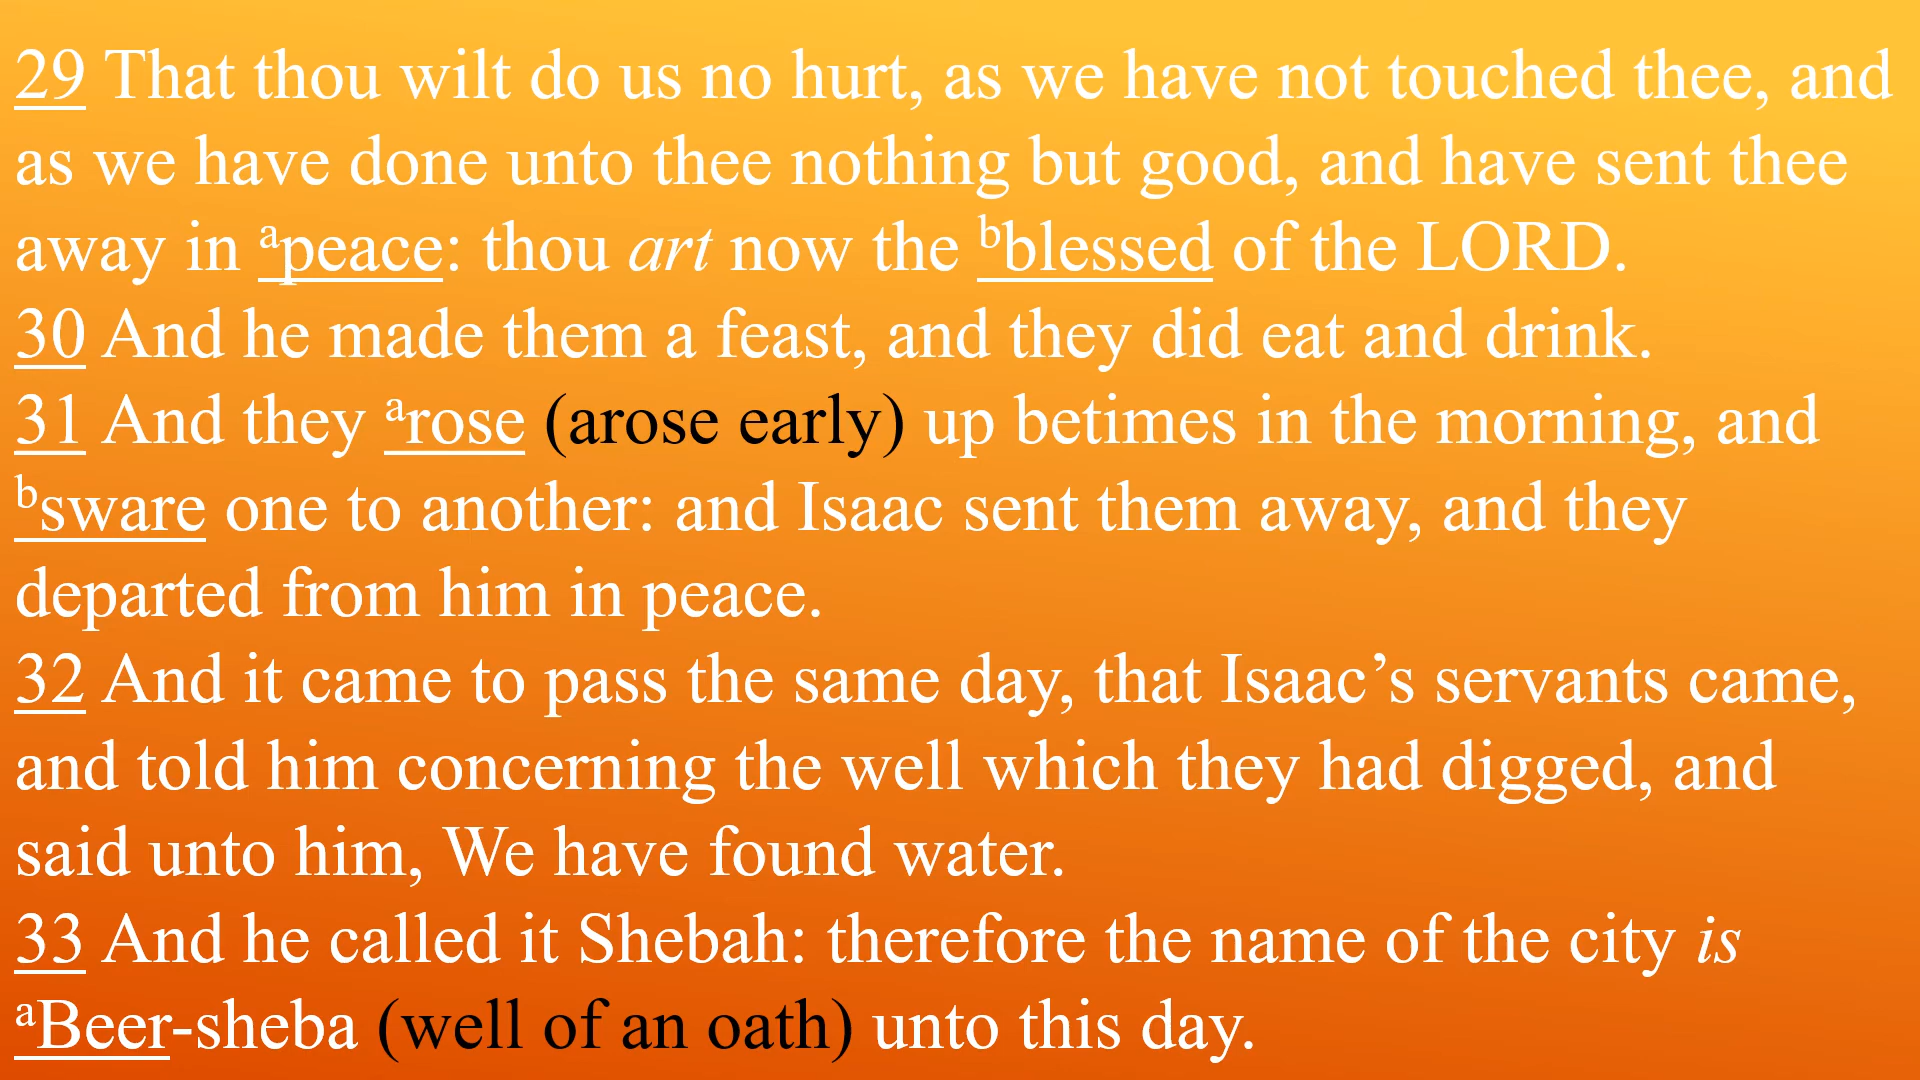 29 That thou wilt do us no hurt, as we have not touched thee, and
as we have done unto thee nothing but good, and have sent thee
away in apeace: thou art now the bblessed of the LORD.
30 And he made them a feast, and they did eat and drink.
31 And they arose (arose early) up betimes in the morning, and
bsware one to another: and Isaac sent them away, and they
departed from him in peace.
32 And it came to pass the same day, that Isaac’s servants came,
and told him concerning the well which they had digged, and
said unto him, We have found water.
33 And he called it Shebah: therefore the name of the city is
aBeer-sheba (well of an oath) unto this day.